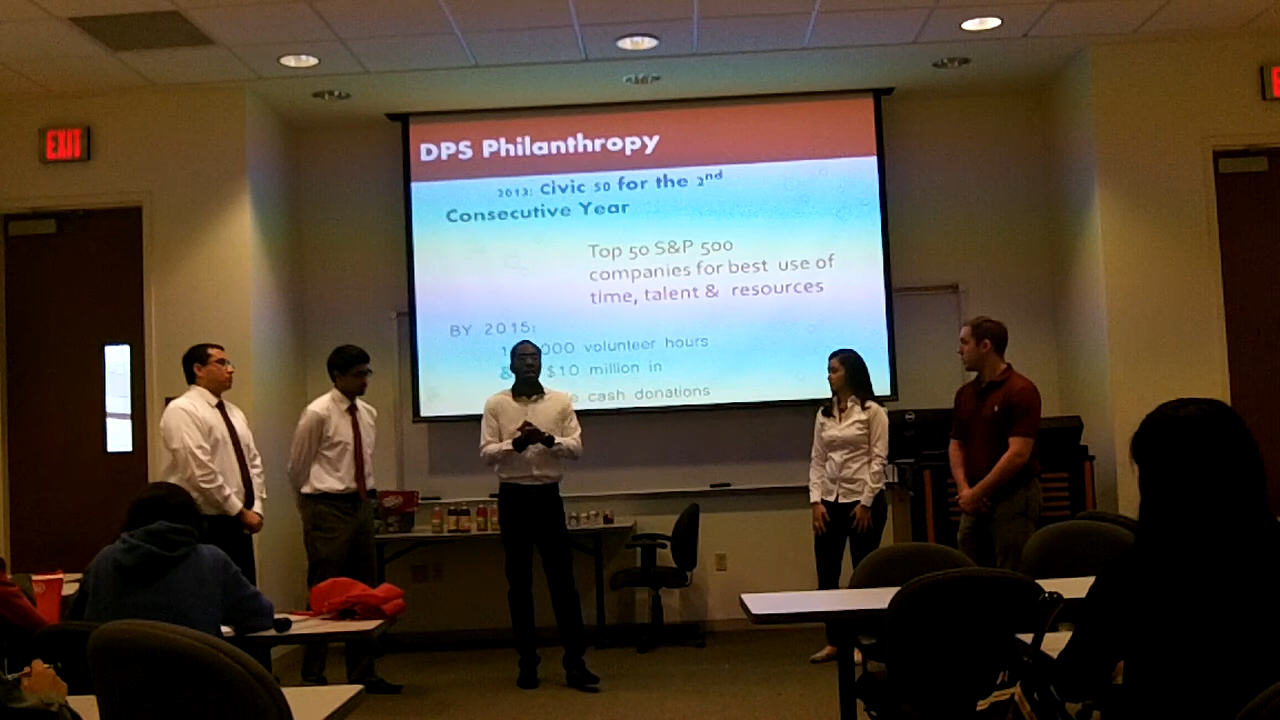 EXIT
DPS Philanthropy
2013: Civic 50 for the 2nd
Consecutive Year
Top 50 S&P 500
companies for best use of
time, talent & resources
BY 2015:
000 volunteer hours
& $10 million in
cash donations